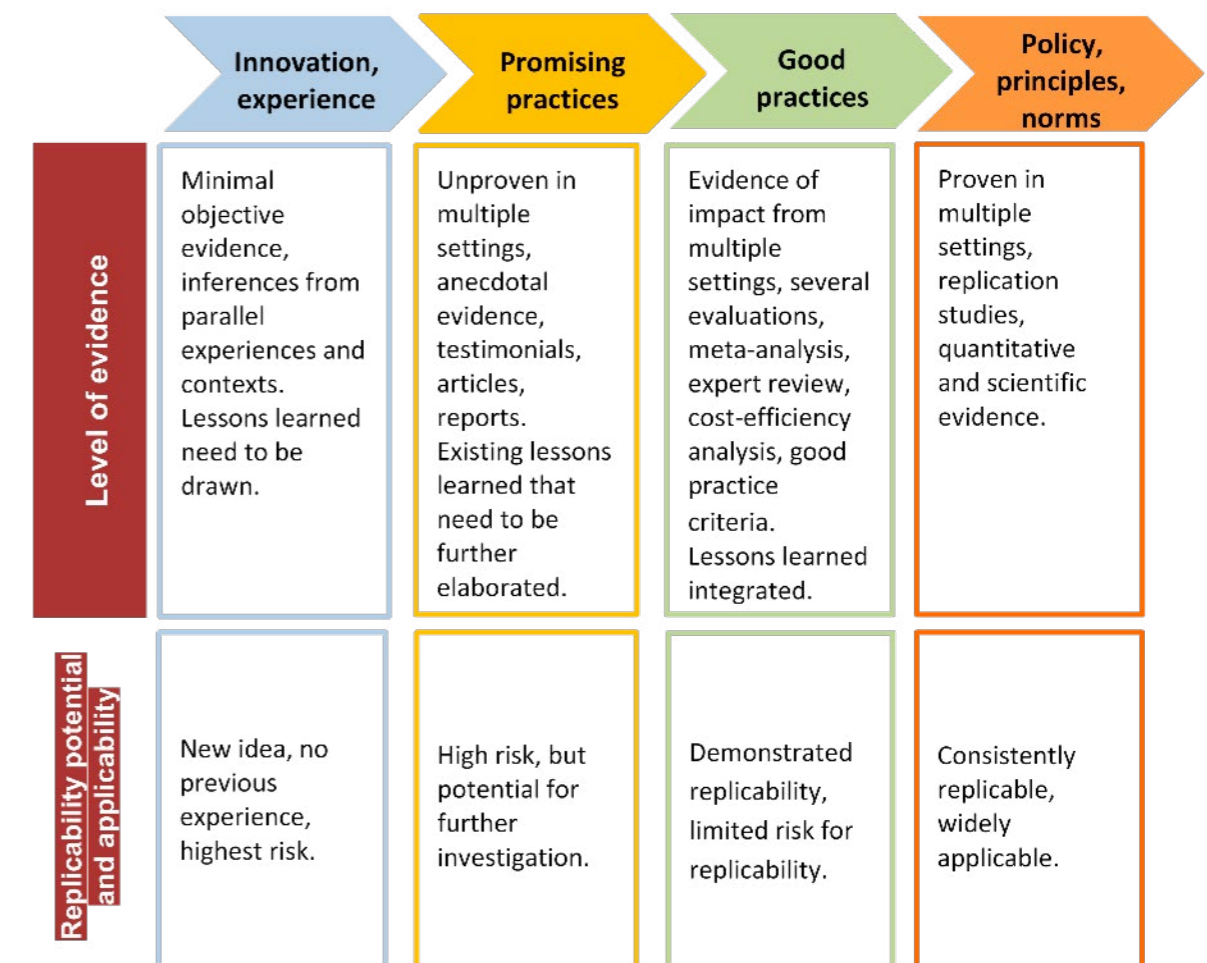 Innovation,
experience
Promising
practices
Good
practices
Policy,
principles,
norms
Level of evidence
Minimal
objective
evidence,
inferences from
parallel
experiences and
contexts.
Lessons learned
need to be
drawn.
Unproven in
multiple
settings,
anecdotal
evidence,
testimonials,
articles,
reports.
Existing lessons
learned that
need to be
further
elaborated.
Evidence of
impact from
multiple
settings, several
evaluations,
meta-analysis,
expert review,
cost-efficiency
analysis, good
practice
criteria.
Lessons learned
integrated.
Proven in
multiple
settings,
replication
studies,
quantitative
and scientific
evidence.
Replicability potential
and applicability
New idea, no
previous
experience,
highest risk.
High risk, but
potential for
further
investigation.
Demonstrated
replicability,
limited risk for
replicability.
Consistently
replicable,
widely
applicable.